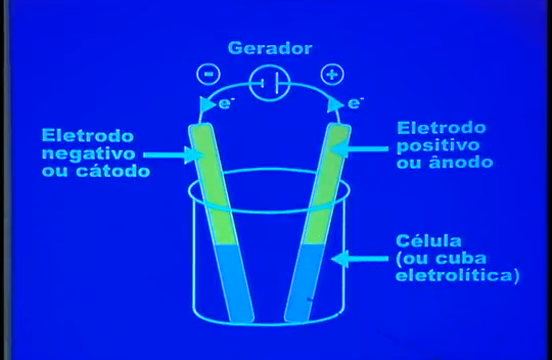 Gerador
- +
e- e-
Eletrodo
negativo
ou cátodo
Eletrodo
positivo
ou ânodo
Célula
(ou cuba
eletrolítica)